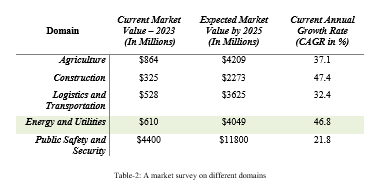 Domain Current Market Value – 2023 (In Millions) Expected Market Value by 2025 (In Millions) Current Annual Growth Rate (CAGR in %)
Agriculture $864 $4209 37.1
Construction $325 $2273 47.4
Logistics and Transportation $528 $3625 32.4
Energy and Utilities $610 $4049 46.8
Public Safety and Security $4400 $11800 21.8
Table-2: A market survey on different domains